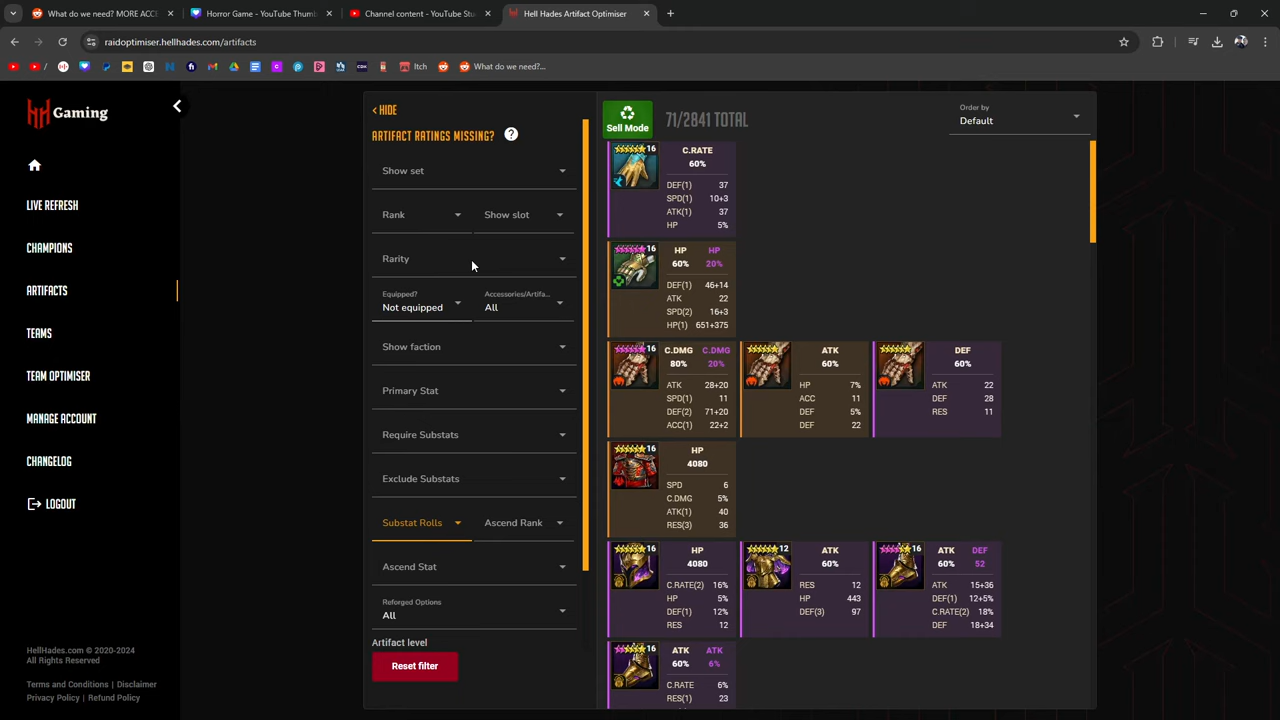 What do we need? MORE ACCE
Horror Game - YouTube Thumb
Channel content - YouTube Stu
Hell Hades Artifact Optimiser
raidoptimiser.hellhades.com/artifacts
Itch
What do we need?...
Gaming
LIVE REFRESH
CHAMPIONS
ARTIFACTS
TEAMS
TEAM OPTIMISER
MANAGE ACCOUNT
CHANGELOG
LOGOUT
HellHades.com © 2020-2024
All Rights Reserved
Terms and Conditions | Disclaimer
Privacy Policy | Refund Policy
< HIDE
ARTIFACT RATINGS MISSING? ?
Show set
Rank
Show slot
Rarity
Equipped?
Not equipped
Accessories/Artifa...
All
Show faction
Primary Stat
Require Substats
Exclude Substats
Substat Rolls
Ascend Rank
Ascend Stat
Reforged Options
All
Artifact level
Reset filter
Sell Mode
71/2841 TOTAL
Order by
Default
16
C.RATE
60%
DEF(1) 37
SPD(1) 10+3
ATK(1) 37
HP 5%
16
HP HP
60% 20%
DEF(1) 46+14
ATK 22
SPD(2) 16+3
HP(1) 651+375
16
C.DMG C.DMG
80% 20%
ATK 28+20
SPD(1) 11
DEF(2) 71+20
ACC(1) 22+2
ATK
60%
HP 7%
ACC 11
DEF 5%
DEF 22
DEF
60%
ATK 22
DEF 28
RES 11
16
HP
4080
SPD 6
C.DMG 5%
ATK(1) 40
RES(3) 36
16
HP
4080
C.RATE(2) 16%
HP 5%
DEF(1) 12%
RES 12
12
ATK
60%
RES 12
HP 443
DEF(3) 97
16
ATK DEF
60% 52
ATK 15+36
DEF(1) 12+5%
C.RATE(2) 18%
DEF 18+34
16
ATK ATK
60% 6%
C.RATE 6%
RES(1) 23